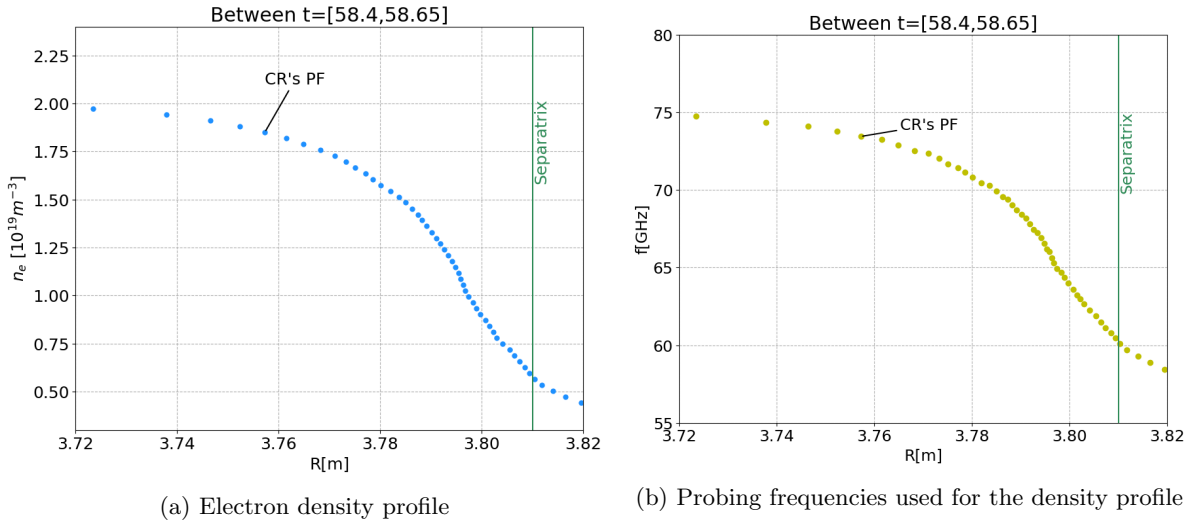 Between t=[58.4,58.65]
CR's PF
Separatrix
2.25
2.00
1.75
1.50
1.25
1.00
0.75
0.50
n_e [10^{19}m^{-3}]
3.72
3.74
3.76
3.78
3.80
3.82
R[m]
(a) Electron density profile
Between t=[58.4,58.65]
CR's PF
Separatrix
80
75
70
65
60
55
f[GHz]
3.72
3.74
3.76
3.78
3.80
3.82
R[m]
(b) Probing frequencies used for the density profile